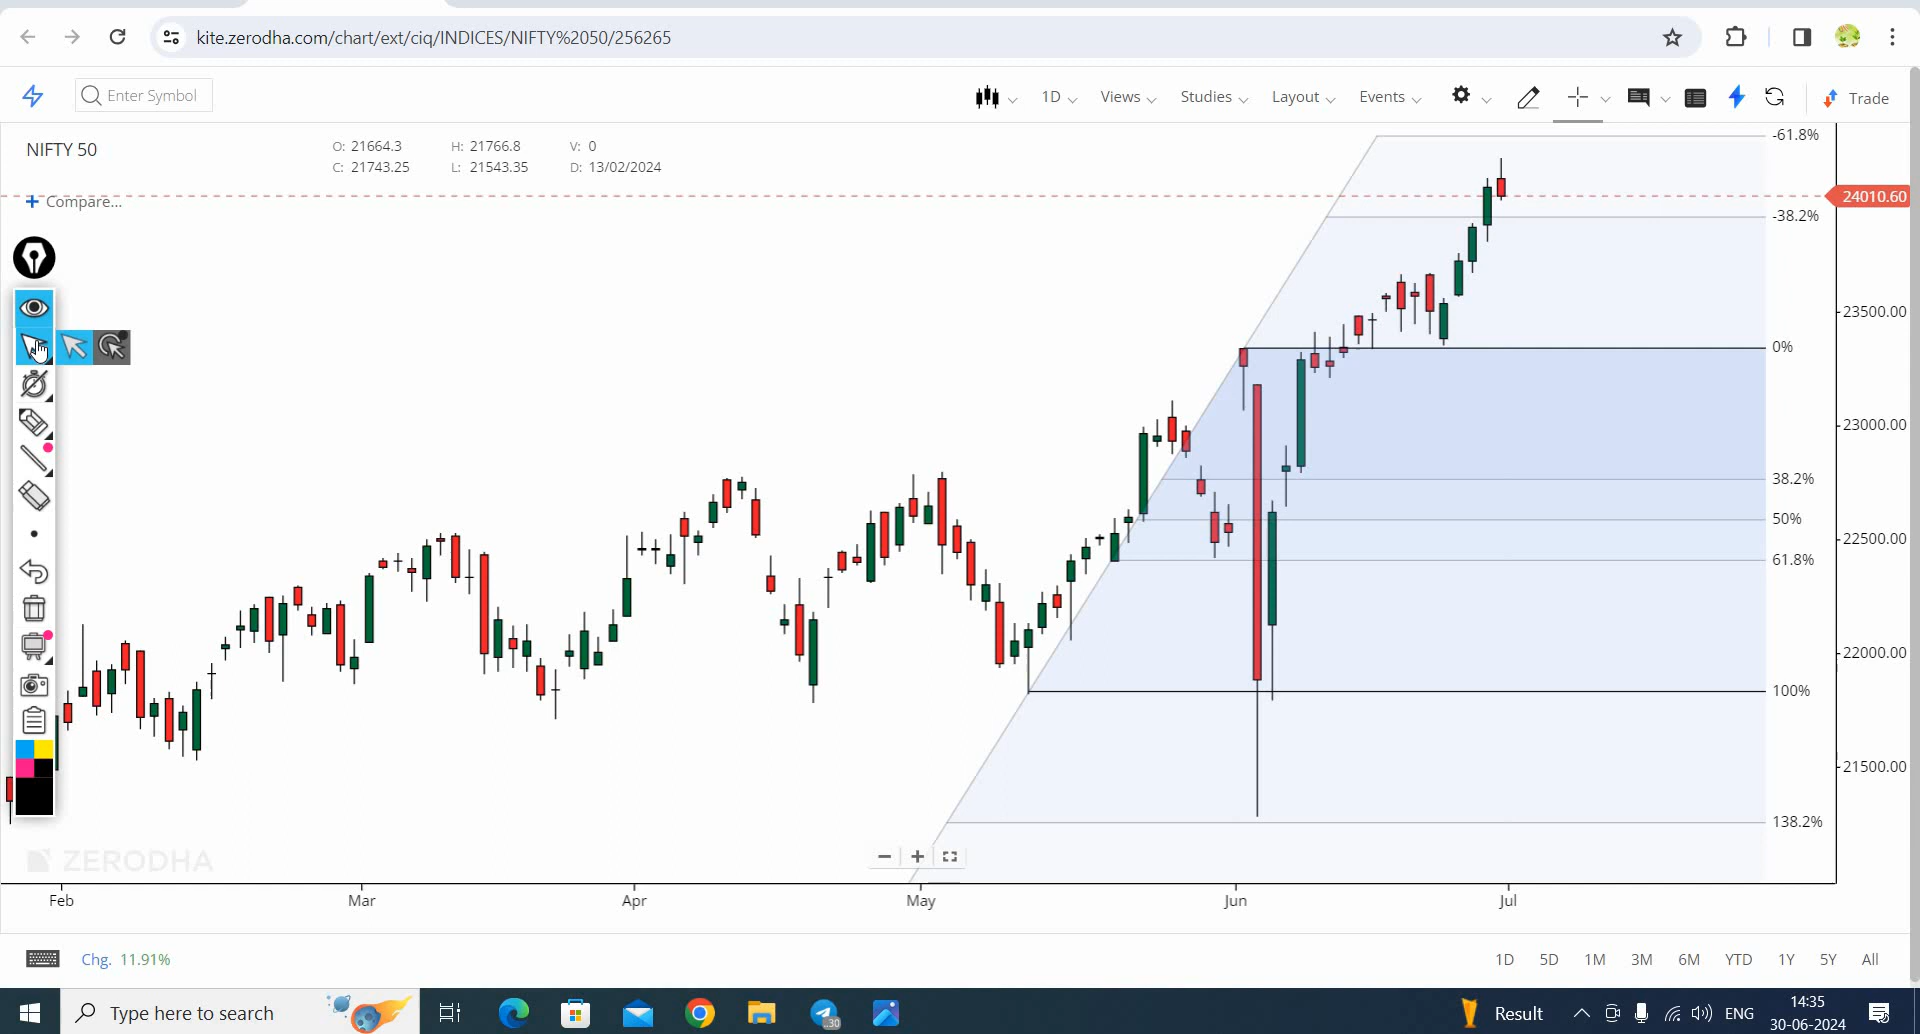 kite.zerodha.com/chart/ext/ciq/INDICES/NIFTY%2050/256265
Enter Symbol
1D
Views
Studies
Layout
Events
Trade
NIFTY 50
O: 21664.3 H: 21766.8 V: 0
C: 21743.25 L: 21543.35 D: 13/02/2024
+ Compare...
-61.8%
24010.60
-38.2%
23500.00
0%
23000.00
38.2%
50%
22500.00
61.8%
22000.00
100%
21500.00
138.2%
ZERODHA
Feb Mar Apr May Jun Jul
Chg. 11.91%
1D 5D 1M 3M 6M YTD 1Y 5Y All
Type here to search
30
Result
ENG
14:35
30-06-2024